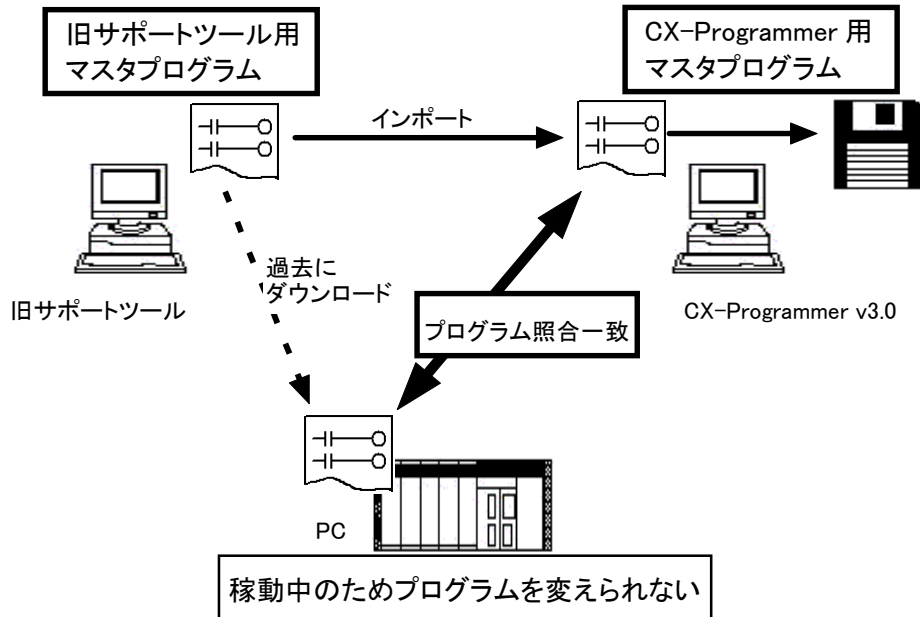 旧サポートツール用
マスタプログラム
CX-Programmer 用
マスタプログラム
インポート
過去に
ダウンロード
旧サポートツール
CX-Programmer v3.0
プログラム照合一致
PC
稼動中のためプログラムを変えられない